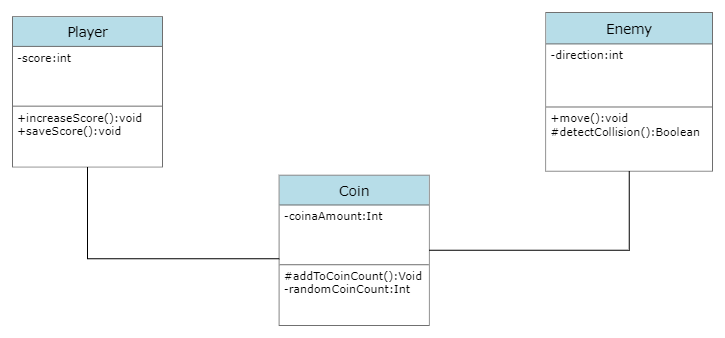 Player
-score:int
+increaseScore():void
+saveScore():void
Enemy
-direction:int
+move():void
#detectCollision():Boolean
Coin
-coinaAmount:Int
#addToCoinCount():Void
-randomCoinCount:Int